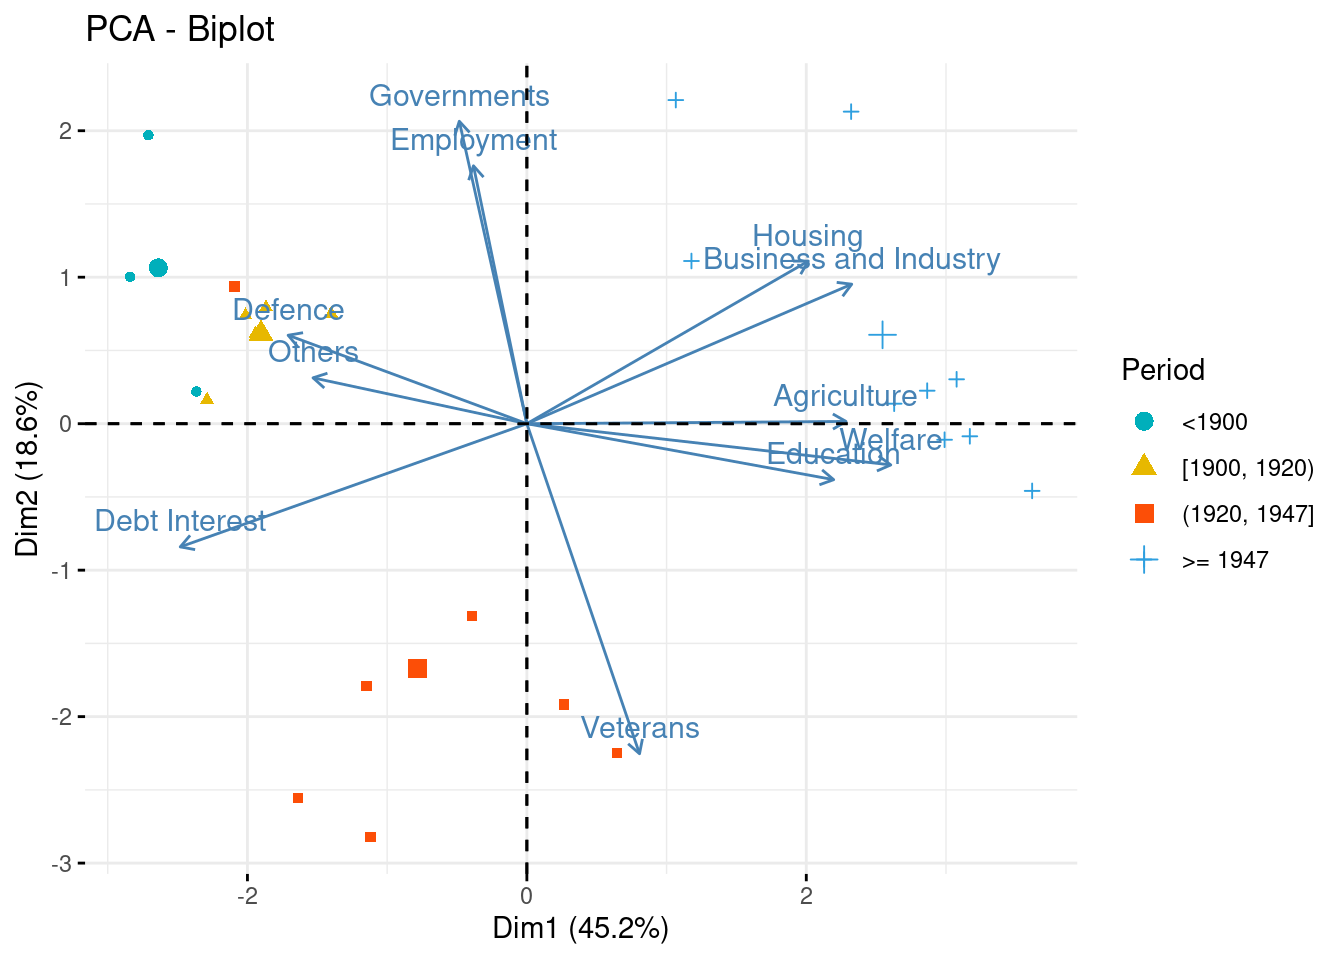 PCA - Biplot
Governments
Employment
Housing
Business and Industry
Defence
Others
Agriculture
Welfare
Education
Debt Interest
Veterans
2
1
0
-1
-2
-3
-2
0
2
Dim1 (45.2%)
Dim2 (18.6%)
Period
<1900
[1900, 1920)
(1920, 1947]
>= 1947